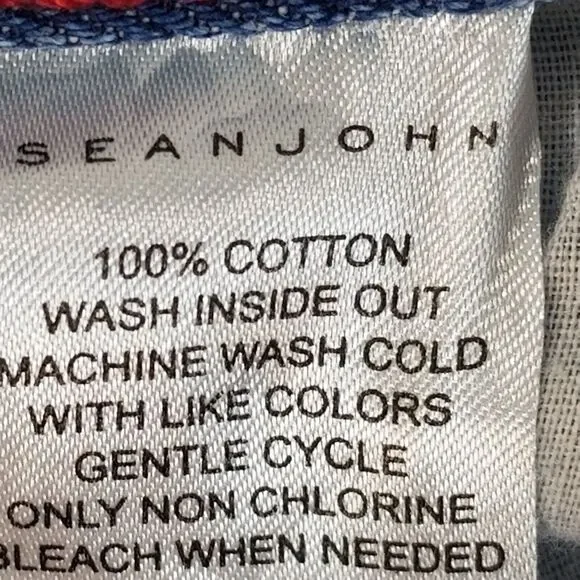 SEANJOHN
100% COTTON
WASH INSIDE OUT
MACHINE WASH COLD
WITH LIKE COLORS
GENTLE CYCLE
ONLY NON CHLORINE
BLEACH WHEN NEEDED